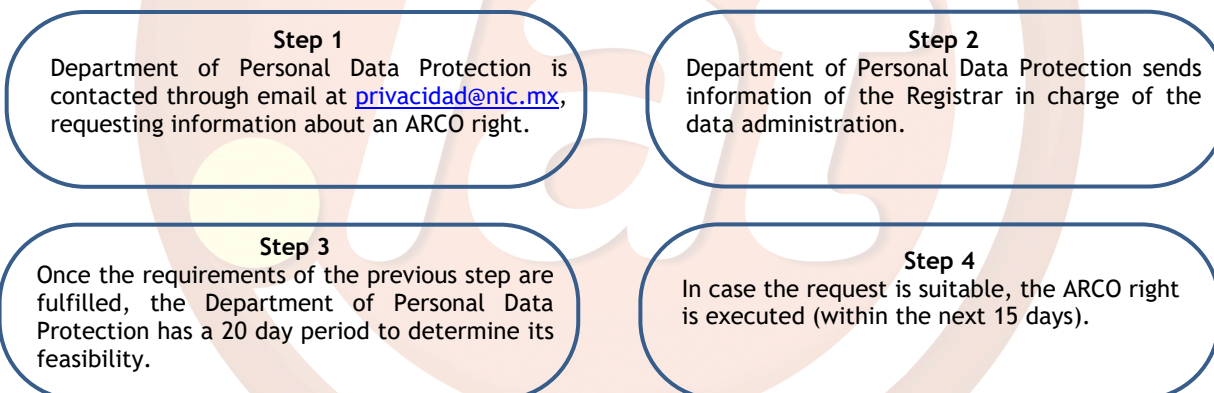 Step 1
Department of Personal Data Protection is
contacted through email at privacidad@nic.mx,
requesting information about an ARCO right.
Step 2
Department of Personal Data Protection sends
information of the Registrar in charge of the
data administration.
Step 3
Once the requirements of the previous step are
fulfilled, the Department of Personal Data
Protection has a 20 day period to determine its
feasibility.
Step 4
In case the request is suitable, the ARCO right
is executed (within the next 15 days).
.lat